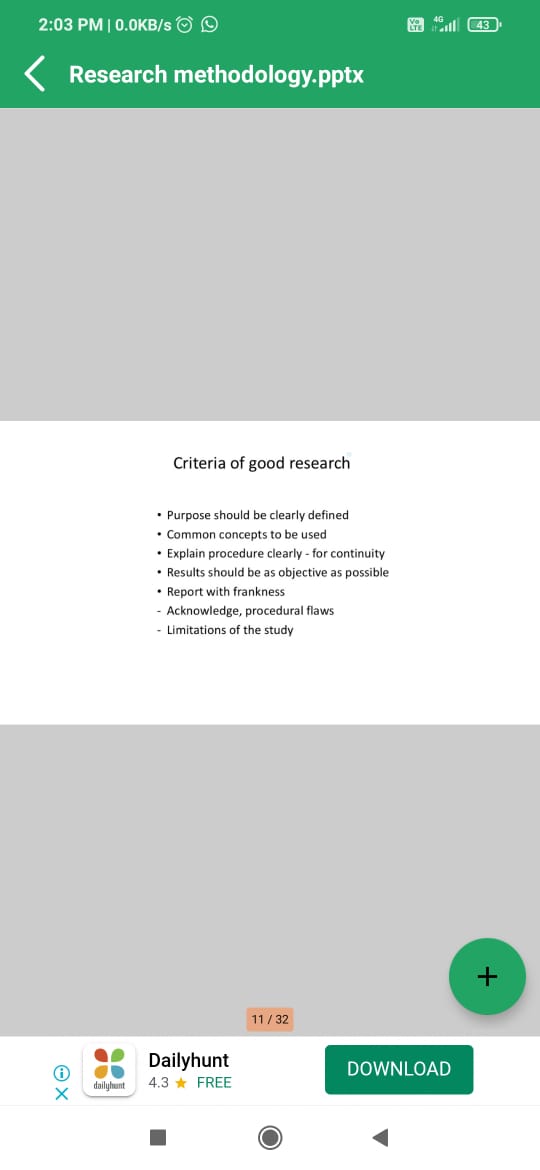 2:03 PM | 0.0KB/s
Vo LTE 4G 43
Research methodology.pptx
Criteria of good research
• Purpose should be clearly defined
• Common concepts to be used
• Explain procedure clearly - for continuity
• Results should be as objective as possible
• Report with frankness
- Acknowledge, procedural flaws
- Limitations of the study
+
11 / 32
dailyhunt
Dailyhunt
4.3 ★ FREE
DOWNLOAD